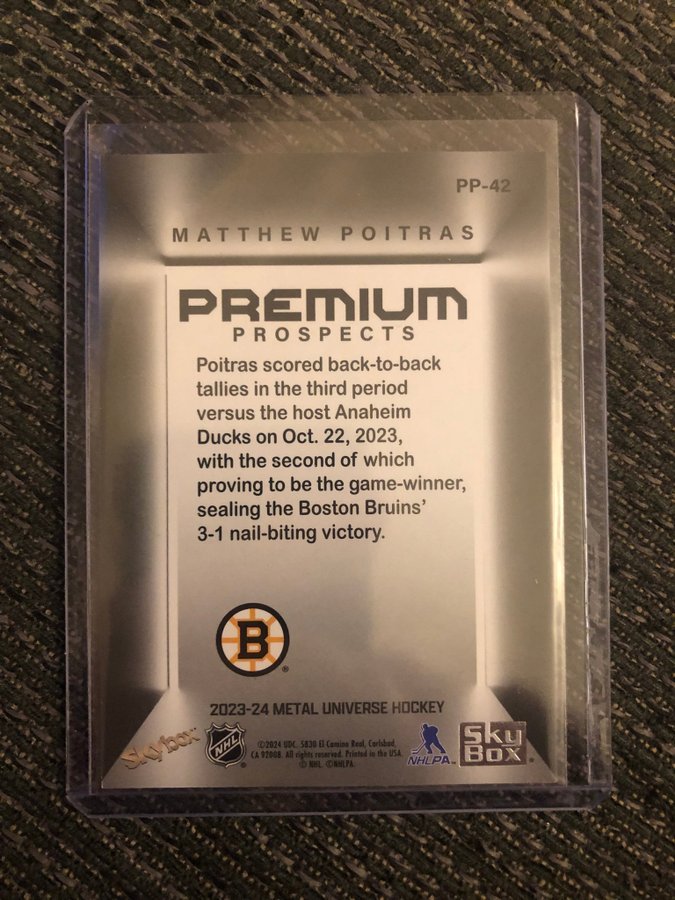 PP-42
MATTHEW POITRAS
PREMIUM
PROSPECTS
Poitras scored back-to-back
tallies in the third period
versus the host Anaheim
Ducks on Oct. 22, 2023,
with the second of which
proving to be the game-winner,
sealing the Boston Bruins’
3-1 nail-biting victory.
B
®
2023-24 METAL UNIVERSE HOCKEY
Skybox
NHL
©2024 UDC. 5830 El Camino Real, Carlsbad,
CA 92008. All rights reserved. Printed in the USA.
© NHL. ©NHLPA.
NHLPA
SKY
BOX